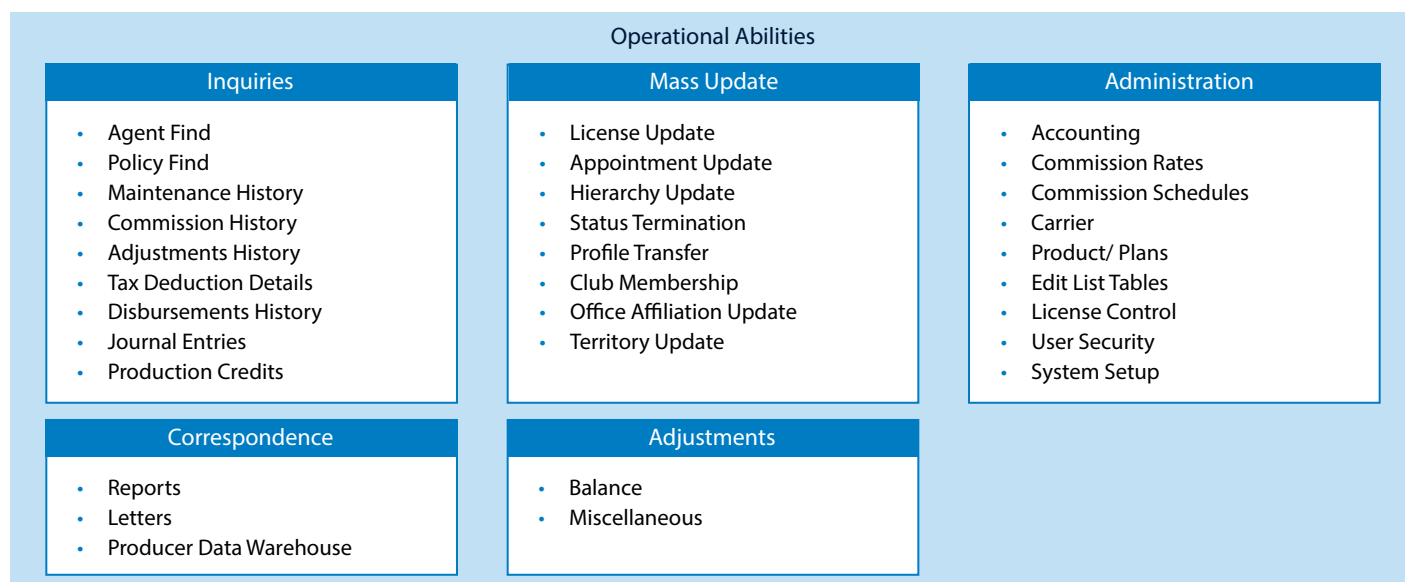 Operational Abilities
Inquiries
• Agent Find
• Policy Find
• Maintenance History
• Commission History
• Adjustments History
• Tax Deduction Details
• Disbursements History
• Journal Entries
• Production Credits
Mass Update
• License Update
• Appointment Update
• Hierarchy Update
• Status Termination
• Profile Transfer
• Club Membership
• Office Affiliation Update
• Territory Update
Administration
• Accounting
• Commission Rates
• Commission Schedules
• Carrier
• Product/ Plans
• Edit List Tables
• License Control
• User Security
• System Setup
Correspondence
• Reports
• Letters
• Producer Data Warehouse
Adjustments
• Balance
• Miscellaneous